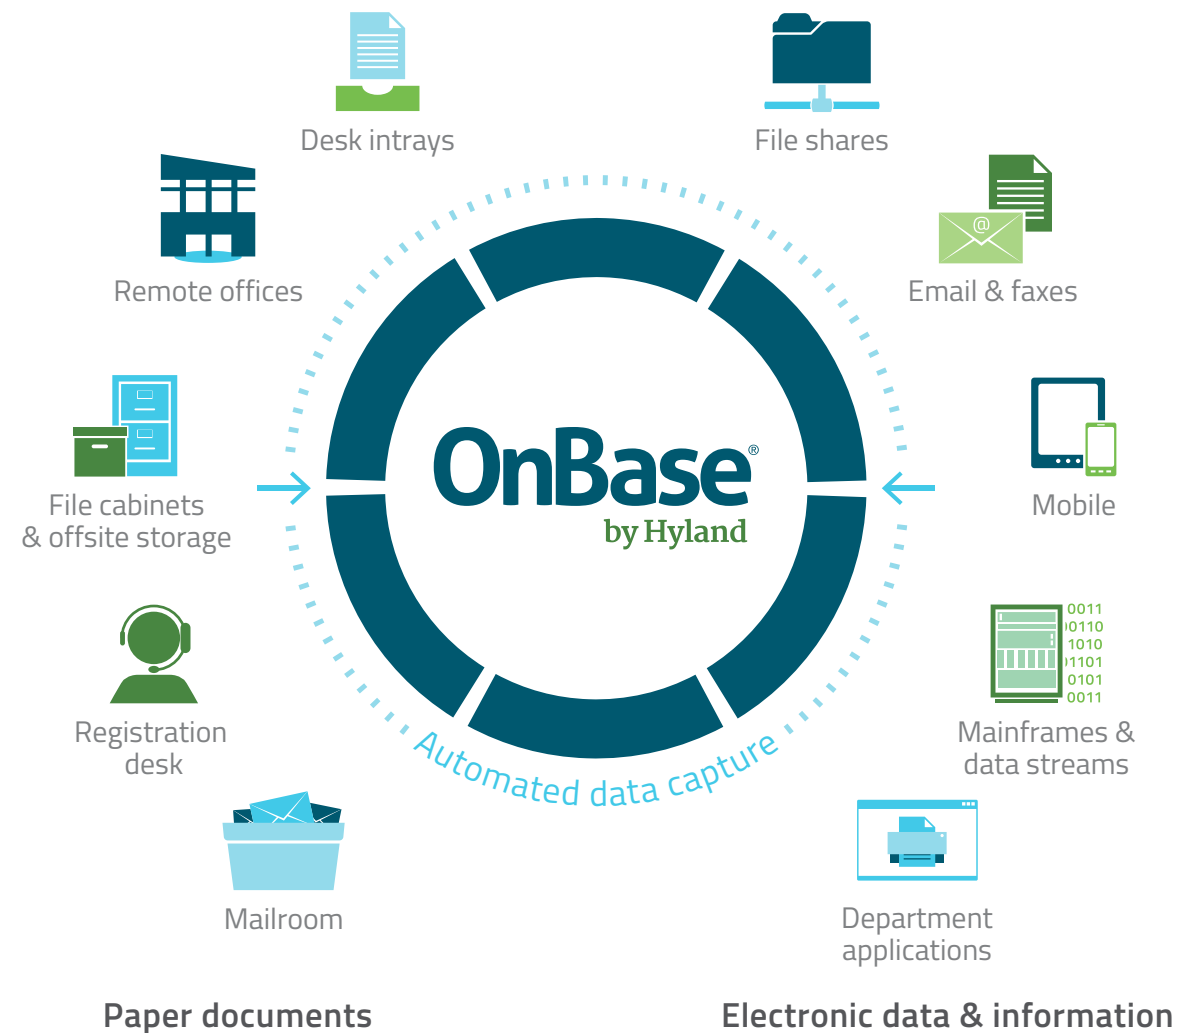 Desk intrays
File shares
Remote offices
@
Email & faxes
OnBase®
by Hyland
File cabinets
& offsite storage
Mobile
0011
0110
1010
1101
0101
0011
Registration
desk
Mainframes &
data streams
Automated data capture
Mailroom
Department
applications
Paper documents
Electronic data & information